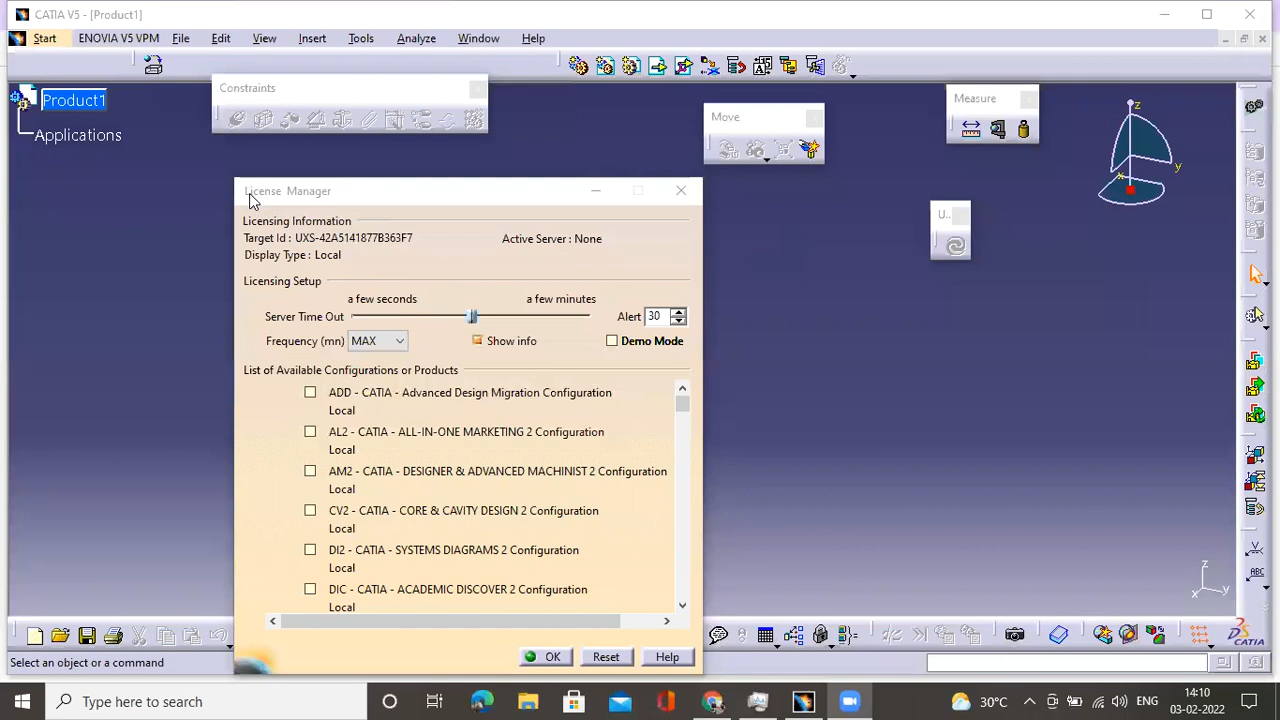 CATIA V5 - [Product1]
Start
ENOVIA V5 VPM
File
Edit
View
Insert
Tools
Analyze
Window
Help
Product1
Applications
Constraints
Move
Measure
U...
z
y
x
License Manager
Licensing Information
Target Id : UXS-42A5141877B363F7
Active Server : None
Display Type : Local
Licensing Setup
a few seconds
a few minutes
Server Time Out
Alert 30
Frequency (mn) MAX
Show info
Demo Mode
List of Available Configurations or Products
ADD - CATIA - Advanced Design Migration Configuration
Local
AL2 - CATIA - ALL-IN-ONE MARKETING 2 Configuration
Local
AM2 - CATIA - DESIGNER & ADVANCED MACHINIST 2 Configuration
Local
CV2 - CATIA - CORE & CAVITY DESIGN 2 Configuration
Local
DI2 - CATIA - SYSTEMS DIAGRAMS 2 Configuration
Local
DIC - CATIA - ACADEMIC DISCOVER 2 Configuration
Local
OK
Reset
Help
ABC
z
x
y
CATIA
Select an object or a command
Type here to search
30°C
ENG
14:10
03-02-2022